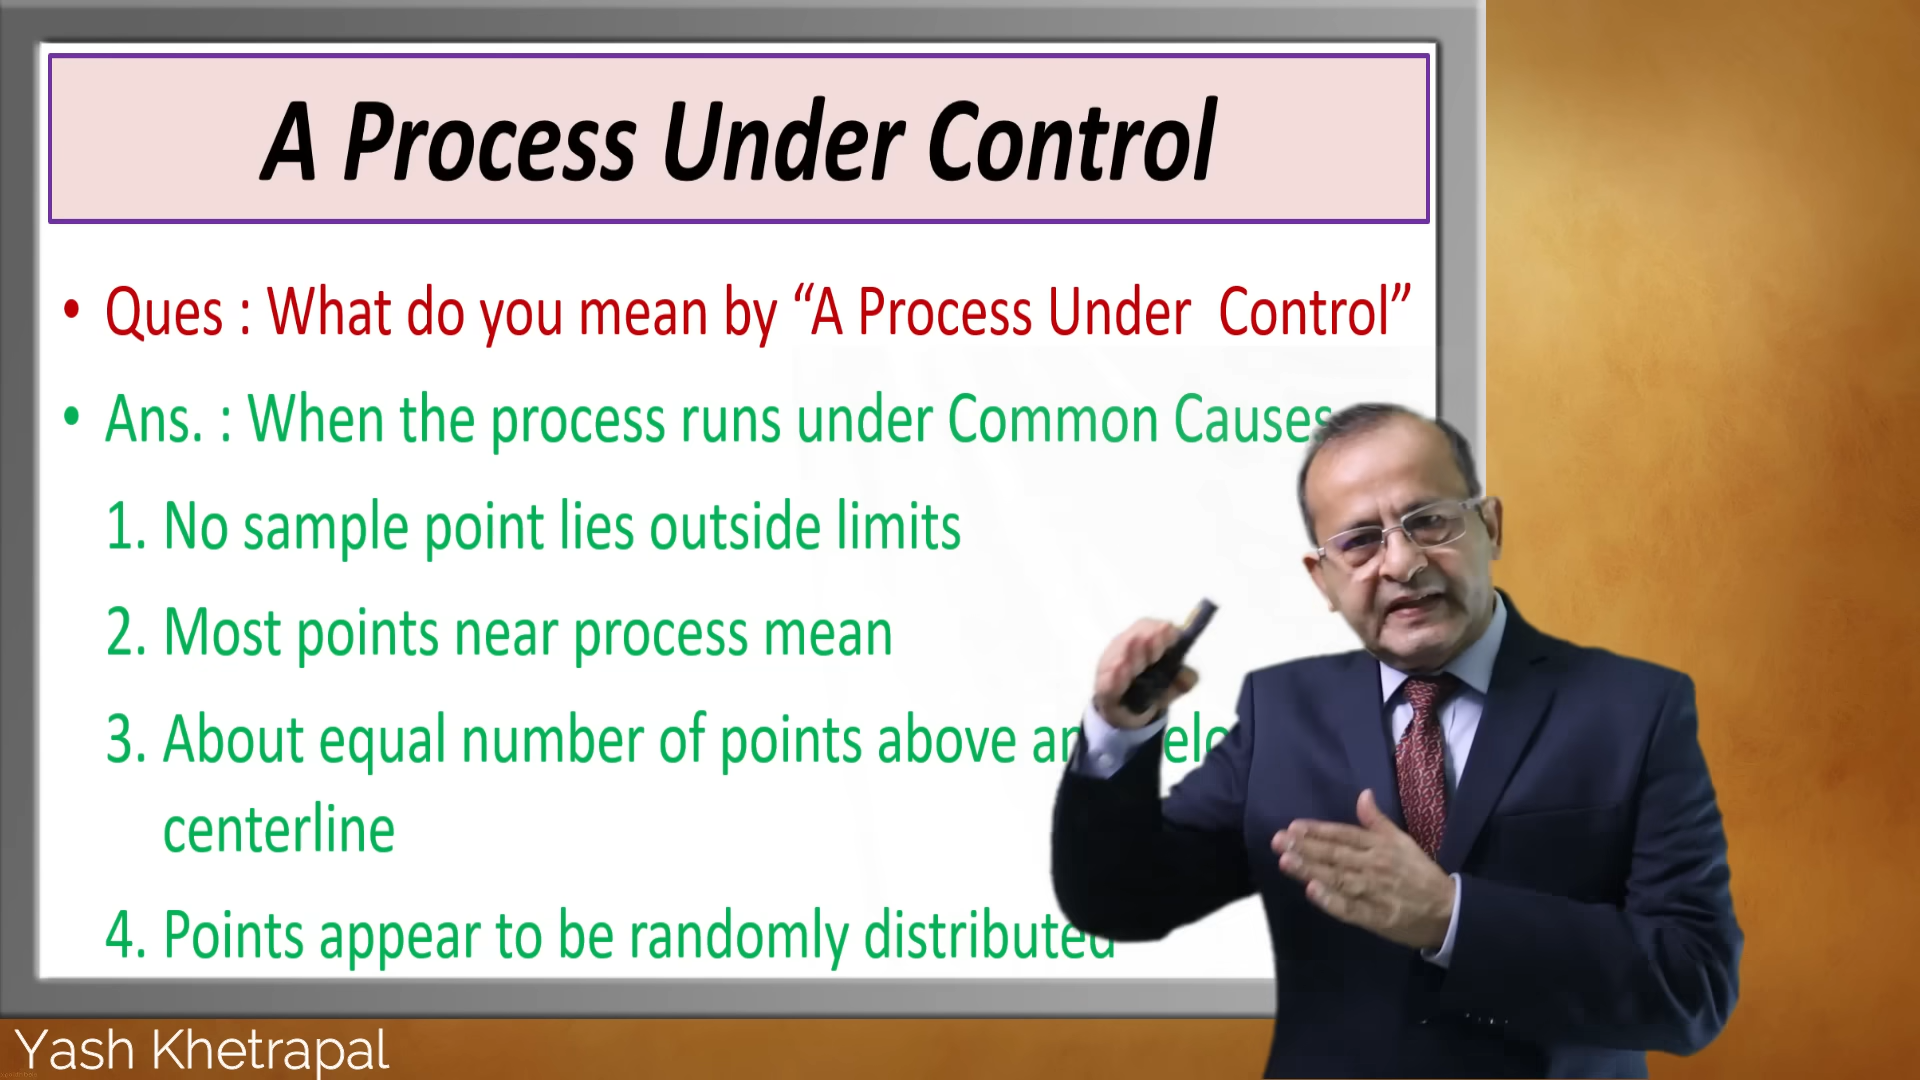 A Process Under Control
• Ques : What do you mean by “A Process Under Control”
• Ans. : When the process runs under Common Causes
1. No sample point lies outside limits
2. Most points near process mean
3. About equal number of points above
centerline
4. Points appear to be randomly distributed
Yash Khetrapal